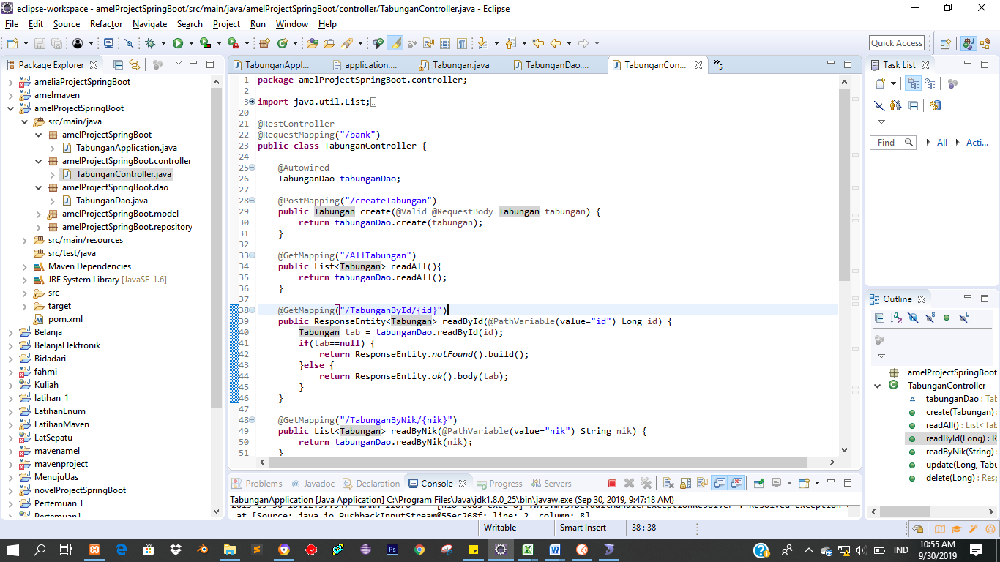 eclipse-workspace - amelProjectSpringBoot/src/main/java/amelProjectSpringBoot/controller/TabunganController.java - Eclipse
File Edit Source Refactor Navigate Search Project Run Window Help
Quick Access
Package Explorer
ameliaProjectSpringBoot
amelmaven
amelProjectSpringBoot
src/main/java
amelProjectSpringBoot
TabunganApplication.java
amelProjectSpringBoot.controller
TabunganController.java
amelProjectSpringBoot.dao
TabunganDao.java
amelProjectSpringBoot.model
amelProjectSpringBoot.repository
src/main/resources
src/test/java
Maven Dependencies
JRE System Library [JavaSE-1.6]
src
target
pom.xml
Belanja
BelanjaElektronik
Bidadari
fahmi
Kuliah
latihan_1
LatihanEnum
LatihanMaven
LatSepatu
mavenamel
mavenproject
MenujuUas
novelProjectSpringBoot
Pertemuan 1
Pertemuan1
TabunganAppl... application.... Tabungan.java TabunganDao.... TabunganCon... »5
1 package amelProjectSpringBoot.controller;
2
3 import java.util.List;
20
21 @RestController
22 @RequestMapping("/bank")
23 public class TabunganController {
24
25 @Autowired
26 TabunganDao tabunganDao;
27
28 @PostMapping("/createTabungan")
29 public Tabungan create(@Valid @RequestBody Tabungan tabungan) {
30 return tabunganDao.create(tabungan);
31 }
32
33 @GetMapping("/AllTabungan")
34 public List<Tabungan> readAll(){
35 return tabunganDao.readAll();
36 }
37
38 @GetMapping("/TabunganById/{id}")
39 public ResponseEntity<Tabungan> readById(@PathVariable(value="id") Long id) {
40 Tabungan tab = tabunganDao.readById(id);
41 if(tab==null) {
42 return ResponseEntity.notFound().build();
43 }else {
44 return ResponseEntity.ok().body(tab);
45 }
46 }
47
48 @GetMapping("/TabunganByNik/{nik}")
49 public List<Tabungan> readByNik(@PathVariable(value="nik") String nik) {
50 return tabunganDao.readByNik(nik);
51 }
Problems Javadoc Declaration Console Progress Servers
TabunganApplication [Java Application] C:\Program Files\Java\jdk1.8.0_25\bin\javaw.exe (Sep 30, 2019, 9:47:18 AM)
at [Source: java.io.PushbackInputStream@55ec268f; line: 2, column: 8]
Task List
Find All Acti...
Outline
amelProjectSpringBoot
TabunganController
tabunganDao : Tab
create(Tabungan)
readAll() : List<Tab
readById(Long) : R
readByNik(String)
update(Long, Tabu
delete(Long) : Resp
Writable Smart Insert 38 : 38
IND
10:55 AM
9/30/2019